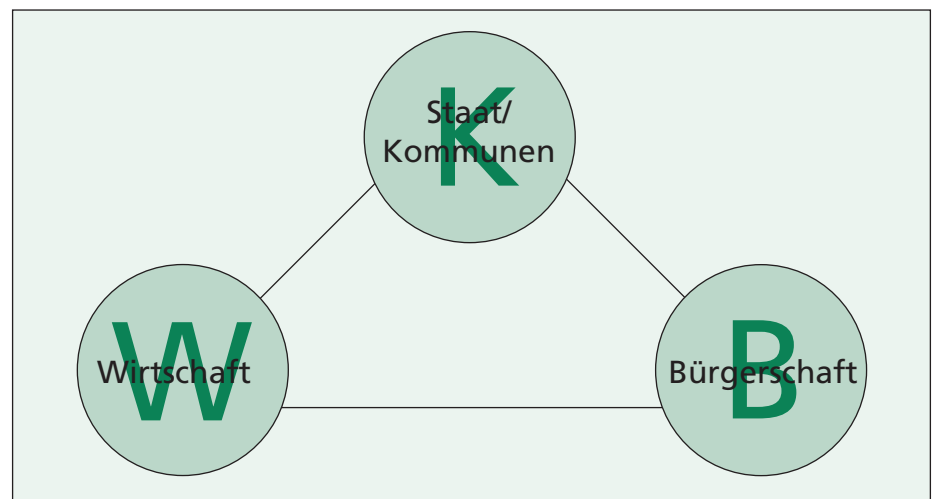 K
Staat/
Kommunen
W
Wirtschaft
B
Bürgerschaft